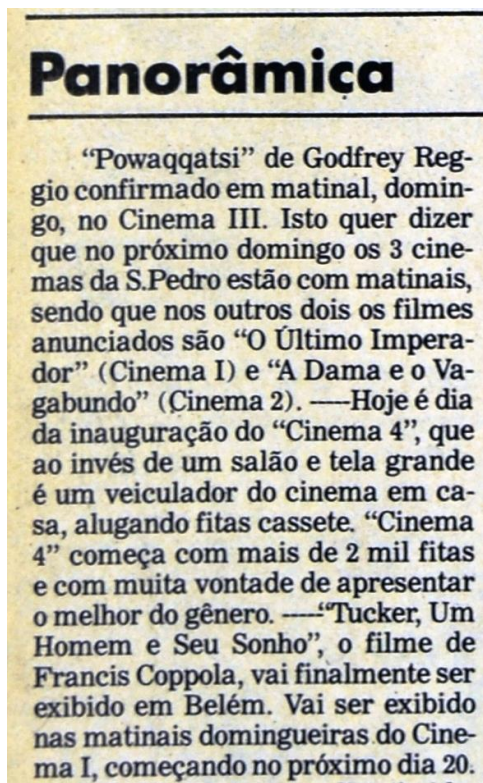 Panorâmica
"Powaqqatsi" de Godfrey Reg-
gio confirmado em matinal, domin-
go, no Cinema III. Isto quer dizer
que no próximo domingo os 3 cine-
mas da S.Pedro estão com matinais,
sendo que nos outros dois os filmes
anunciados são "O Último Impera-
dor" (Cinema I) e "A Dama e o Va-
gabundo" (Cinema 2). —Hoje é dia
da inauguração do "Cinema 4", que
ao invés de um salão e tela grande
é um veiculador do cinema em ca-
sa, alugando fitas cassete. "Cinema
4" começa com mais de 2 mil fitas
e com muita vontade de apresentar
o melhor do gênero. —"Tucker, Um
Homem e Seu Sonho", o filme de
Francis Coppola, vai finalmente ser
exibido em Belém. Vai ser exibido
nas matinais domingueiras do Cine-
ma I, começando no próximo dia 20.